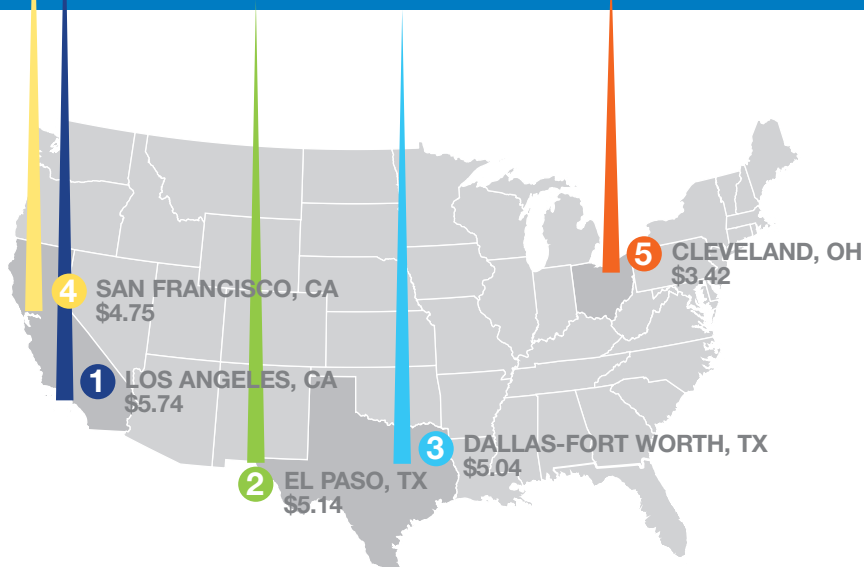 5 CLEVELAND, OH
$3.42
4 SAN FRANCISCO, CA
$4.75
1 LOS ANGELES, CA
$5.74
3 DALLAS-FORT WORTH, TX
$5.04
2 EL PASO, TX
$5.14